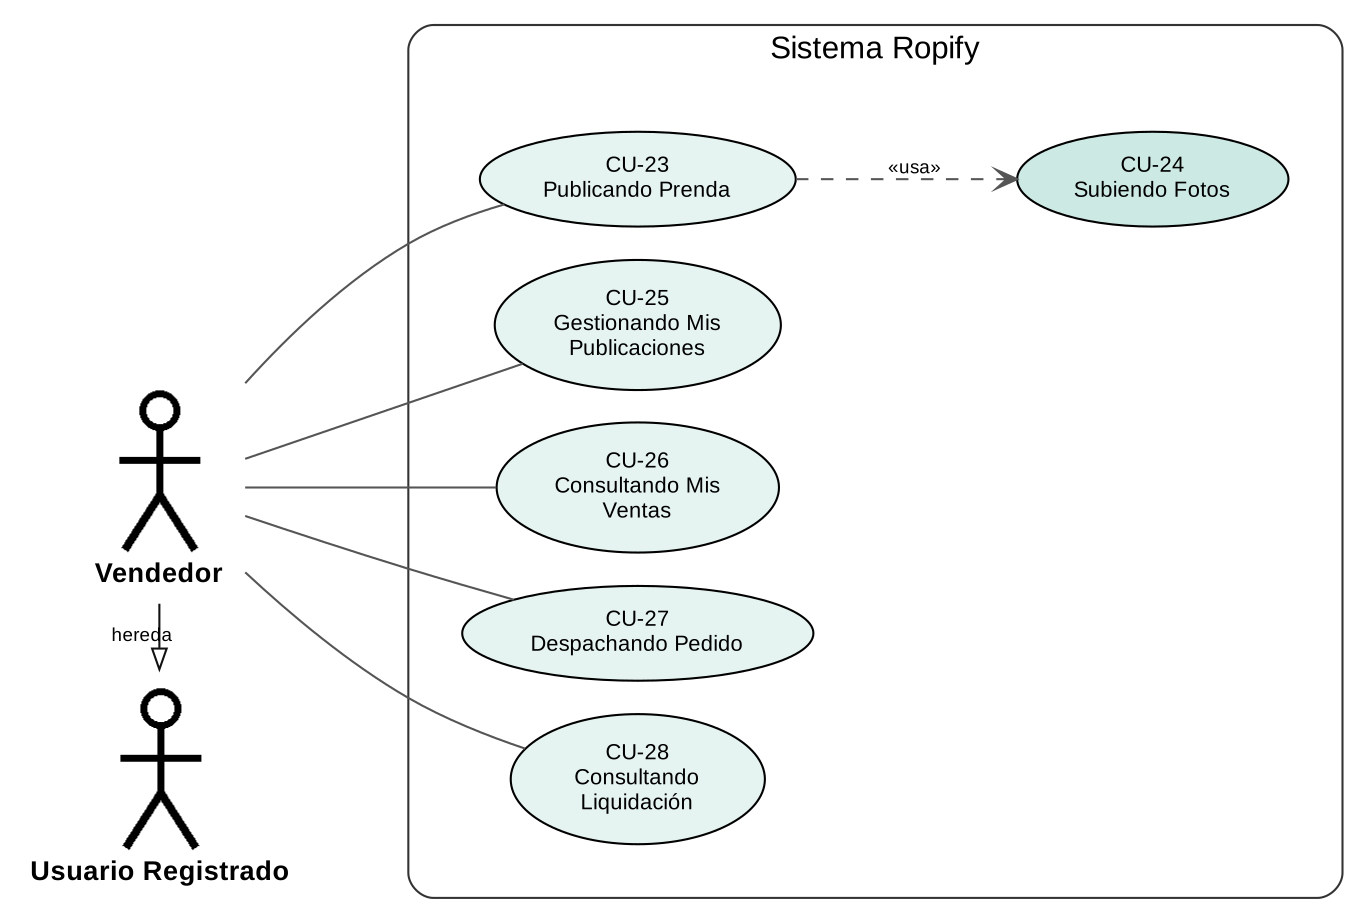 Sistema Ropify
CU-23
Publicando Prenda
«usa»
CU-24
Subiendo Fotos
CU-25
Gestionando Mis
Publicaciones
CU-26
Consultando Mis
Ventas
Vendedor
hereda
CU-27
Despachando Pedido
CU-28
Consultando
Liquidación
Usuario Registrado